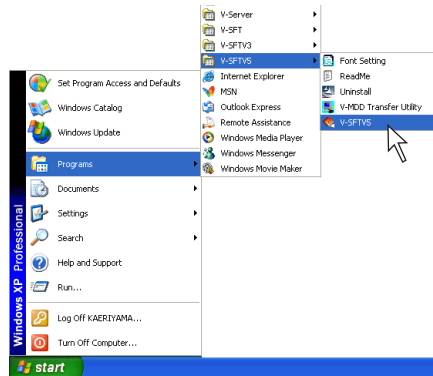 V-Server
V-SFT
V-SFTV3
V-SFTV5
Internet Explorer
MSN
Outlook Express
Remote Assistance
Windows Media Player
Windows Messenger
Windows Movie Maker
Font Setting
ReadMe
Uninstall
V-MDD Transfer Utility
V-SFTV5
Set Program Access and Defaults
Windows Catalog
Windows Update
Programs
Documents
Settings
Search
Help and Support
Run...
Log Off KAERIYAMA...
Turn Off Computer...
Windows XP Professional
start